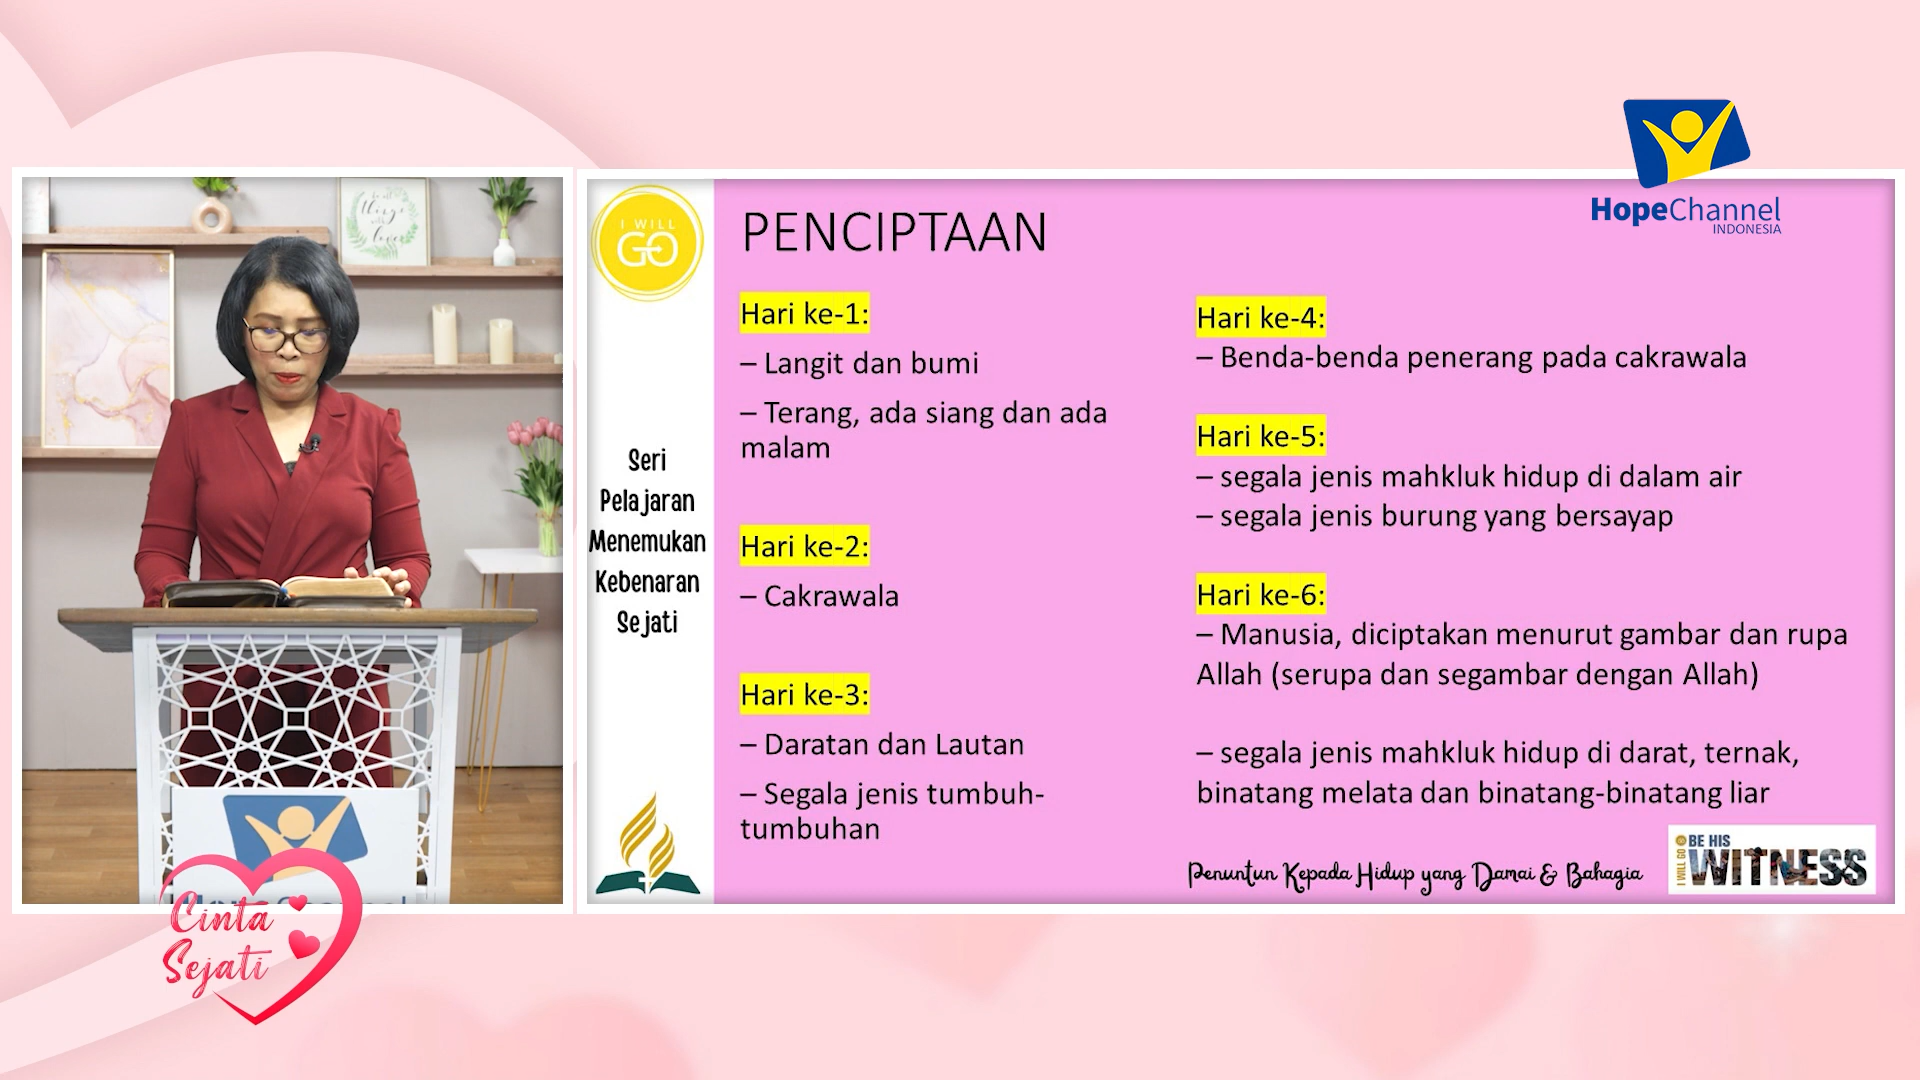 HopeChannel
INDONESIA
I WILL
GO
Seri
Pelajaran
Menemukan
Kebenaran
Sejati
PENCIPTAAN
Hari ke-1:
– Langit dan bumi
– Terang, ada siang dan ada
malam
Hari ke-2:
– Cakrawala
Hari ke-3:
– Daratan dan Lautan
– Segala jenis tumbuh-
tumbuhan
Hari ke-4:
– Benda-benda penerang pada cakrawala
Hari ke-5:
– segala jenis mahkluk hidup di dalam air
– segala jenis burung yang bersayap
Hari ke-6:
– Manusia, diciptakan menurut gambar dan rupa
Allah (serupa dan segambar dengan Allah)
– segala jenis mahkluk hidup di darat, ternak,
binatang melata dan binatang-binatang liar
Penuntun Kepada Hidup yang Damai & Bahagia
I WILL GO
BE HIS
WITNESS
things
with
love
Cinta
Sejati